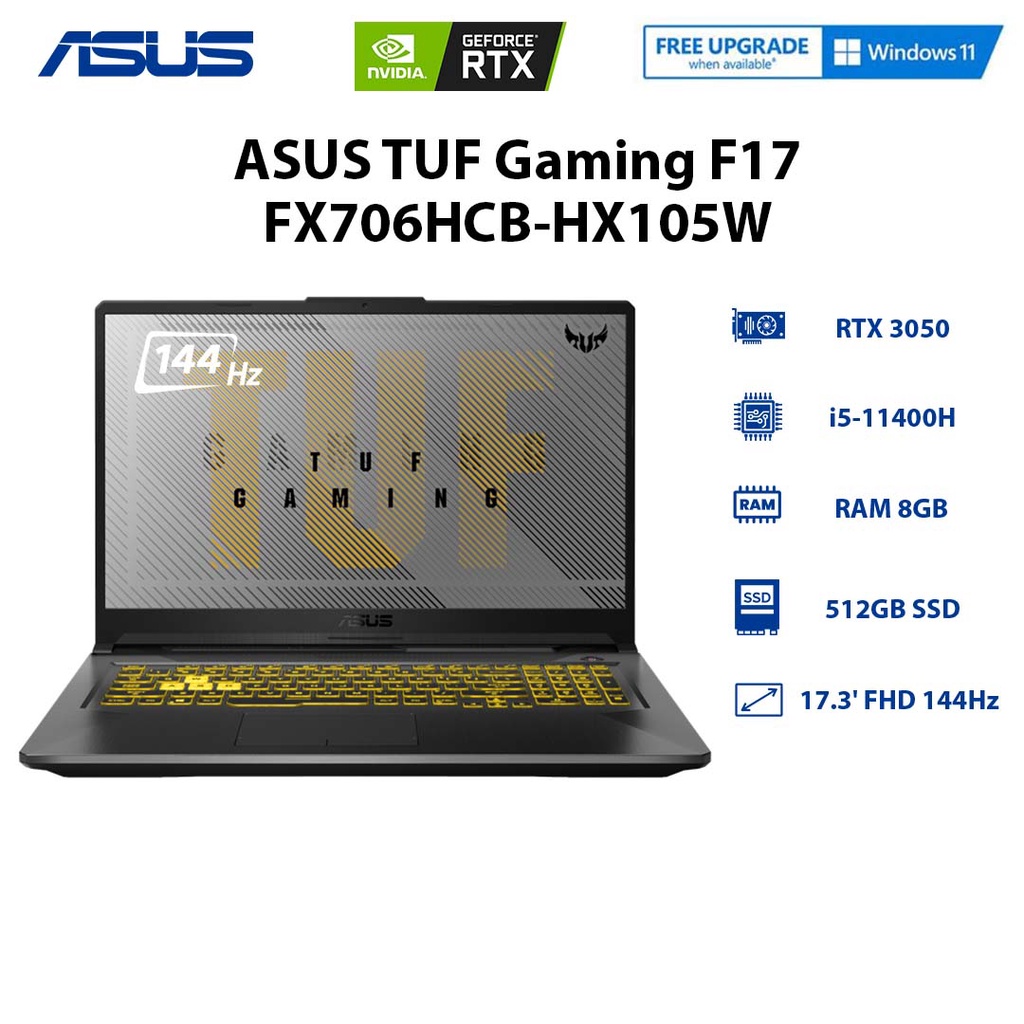 ASUS
NVIDIA.
GEFORCE
RTX
FREE UPGRADE
when available*
Windows 11
ASUS TUF Gaming F17
FX706HCB-HX105W
144 Hz
TUF
TUF
GAMING
ASUS
RTX 3050
i5-11400H
RAM
RAM 8GB
SSD
512GB SSD
17.3' FHD 144Hz